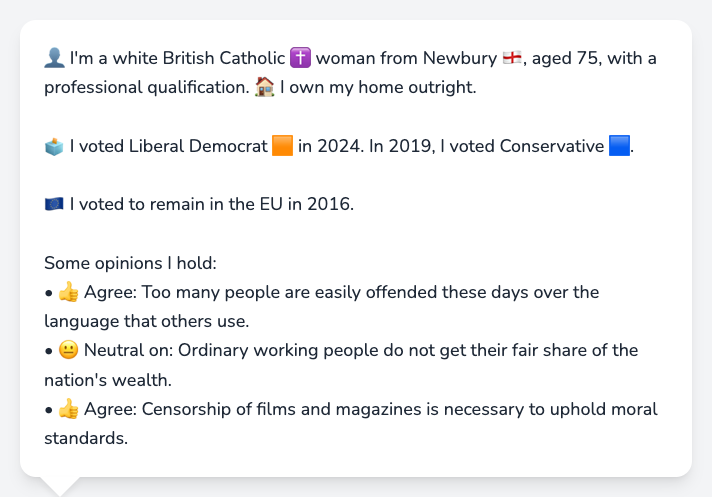 👤 I'm a white British Catholic ✝️ woman from Newbury 🏴󠁧󠁢󠁥󠁮󠁧󠁿, aged 75, with a
professional qualification. 🏠 I own my home outright.
🗳️ I voted Liberal Democrat 🟧 in 2024. In 2019, I voted Conservative 🟦.
🇪🇺 I voted to remain in the EU in 2016.
Some opinions I hold:
• 👍 Agree: Too many people are easily offended these days over the
language that others use.
• 😐 Neutral on: Ordinary working people do not get their fair share of the
nation's wealth.
• 👍 Agree: Censorship of films and magazines is necessary to uphold moral
standards.